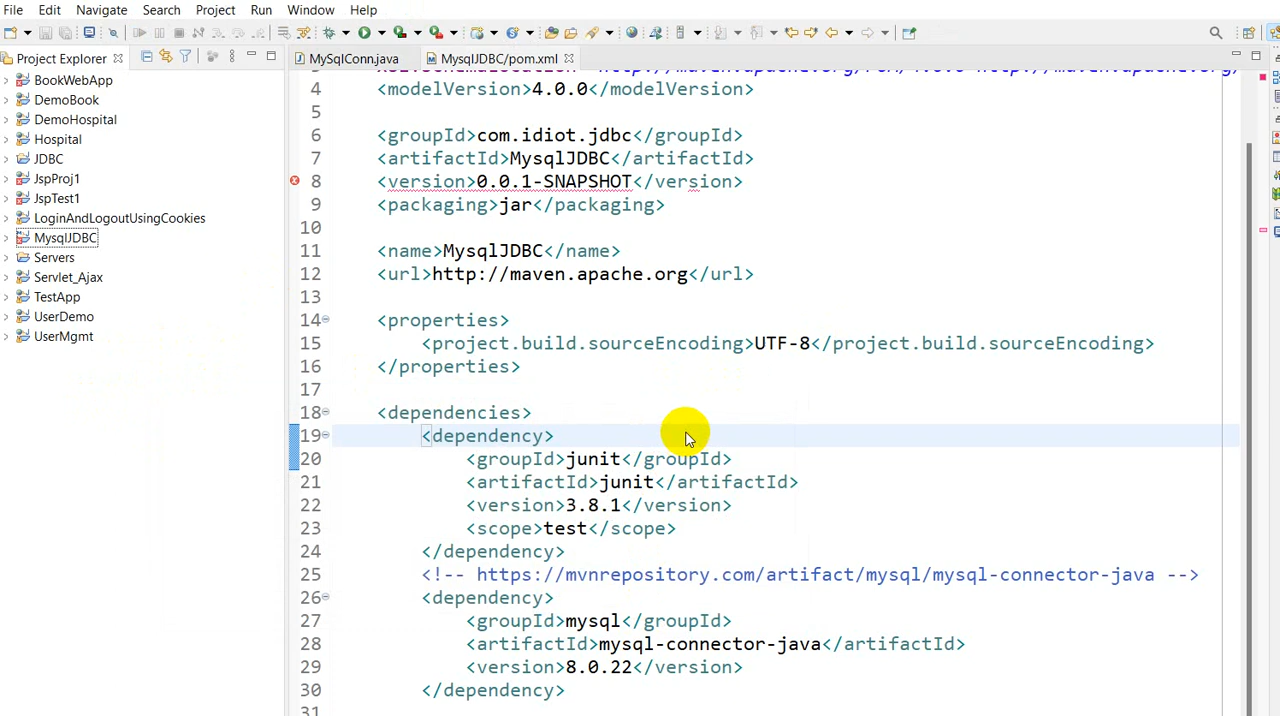 File Edit Navigate Search Project Run Window Help
Project Explorer
BookWebApp
DemoBook
DemoHospital
Hospital
JDBC
JspProj1
JspTest1
LoginAndLogoutUsingCookies
MysqlJDBC
Servers
Servlet_Ajax
TestApp
UserDemo
UserMgmt
MySqlConn.java MysqlJDBC/pom.xml
4 <modelVersion>4.0.0</modelVersion>
5
6 <groupId>com.idiot.jdbc</groupId>
7 <artifactId>MysqlJDBC</artifactId>
8 <version>0.0.1-SNAPSHOT</version>
9 <packaging>jar</packaging>
10
11 <name>MysqlJDBC</name>
12 <url>http://maven.apache.org</url>
13
14 <properties>
15 <project.build.sourceEncoding>UTF-8</project.build.sourceEncoding>
16 </properties>
17
18 <dependencies>
19 <dependency>
20 <groupId>junit</groupId>
21 <artifactId>junit</artifactId>
22 <version>3.8.1</version>
23 <scope>test</scope>
24 </dependency>
25 <!-- https://mvnrepository.com/artifact/mysql/mysql-connector-java -->
26 <dependency>
27 <groupId>mysql</groupId>
28 <artifactId>mysql-connector-java</artifactId>
29 <version>8.0.22</version>
30 </dependency>
31